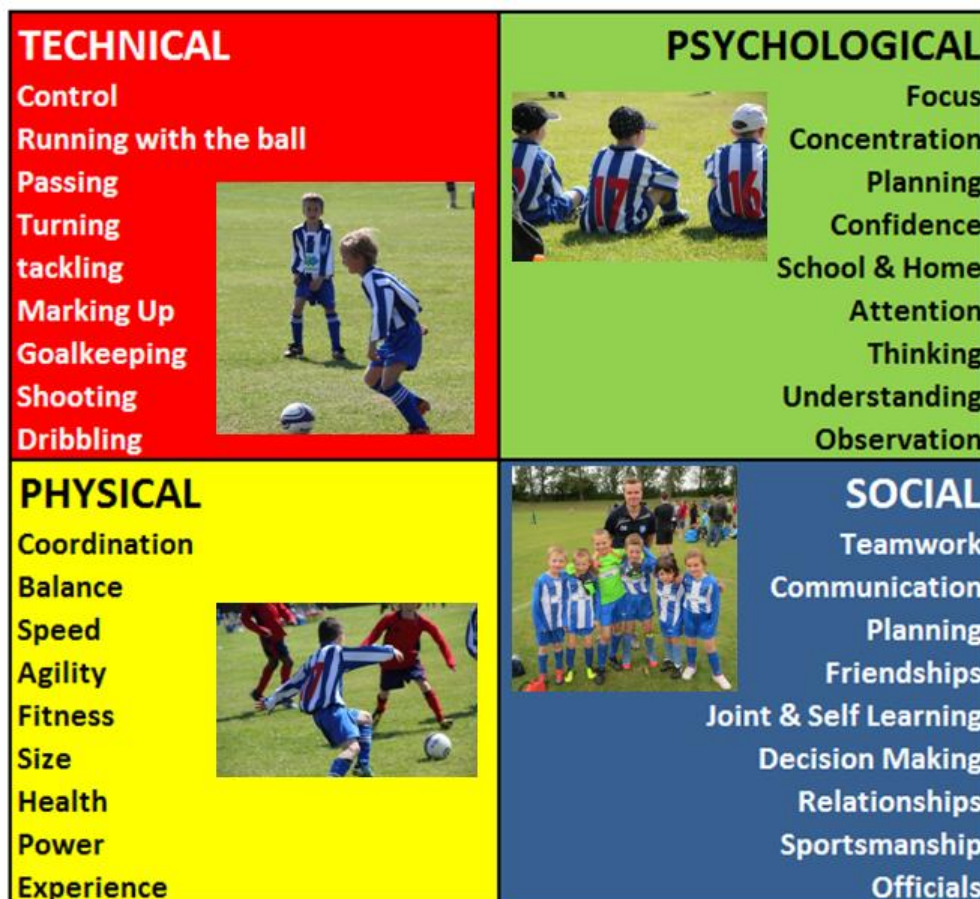 TECHNICAL
Control
Running with the ball
Passing
Turning
tackling
Marking Up
Goalkeeping
Shooting
Dribbling
PSYCHOLOGICAL
Focus
Concentration
Planning
Confidence
School & Home
Attention
Thinking
Understanding
Observation
17
16
PHYSICAL
Coordination
Balance
Speed
Agility
Fitness
Size
Health
Power
Experience
SOCIAL
Teamwork
Communication
Planning
Friendships
Joint & Self Learning
Decision Making
Relationships
Sportsmanship
Officials